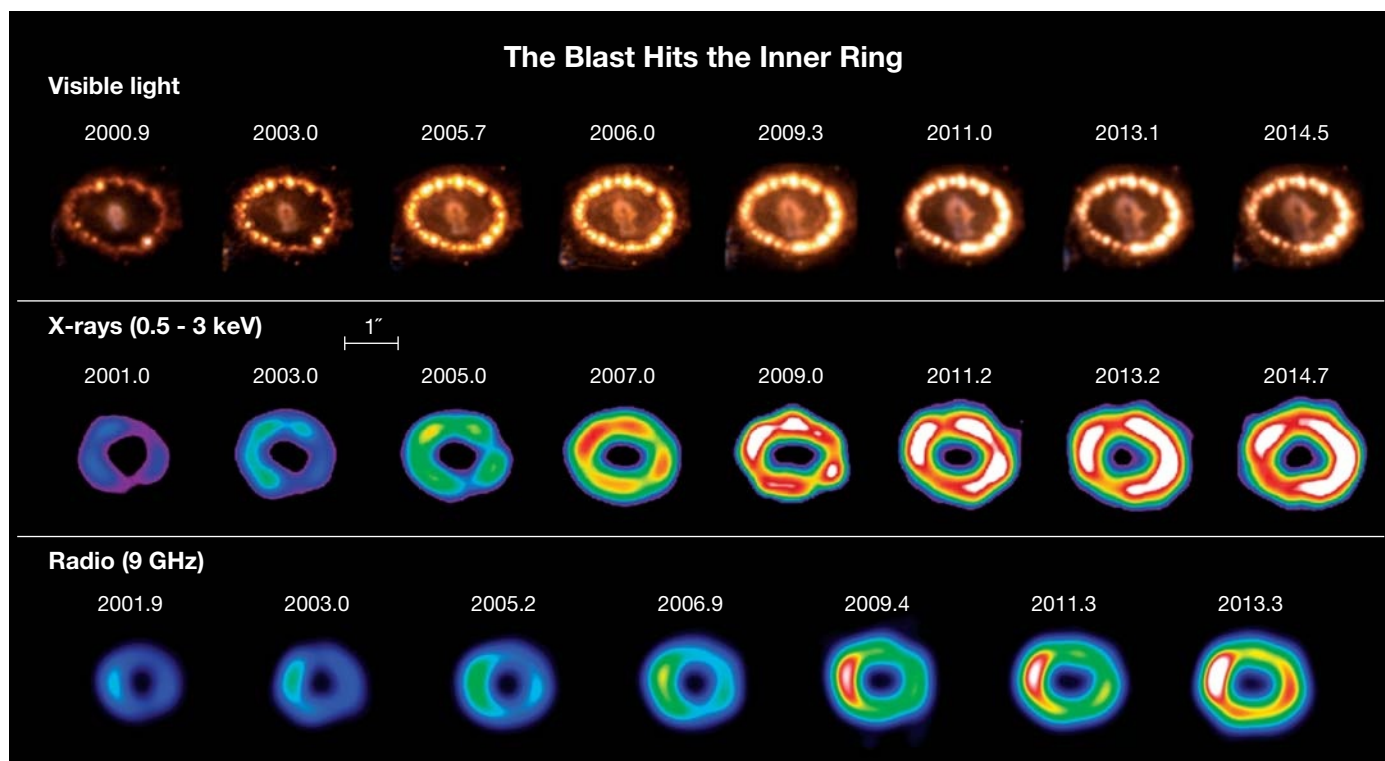 The Blast Hits the Inner Ring
Visible light
2000.9 2003.0 2005.7 2006.0 2009.3 2011.0 2013.1 2014.5
X-rays (0.5 - 3 keV)
1″
2001.0 2003.0 2005.0 2007.0 2009.0 2011.2 2013.2 2014.7
Radio (9 GHz)
2001.9 2003.0 2005.2 2006.9 2009.4 2011.3 2013.3